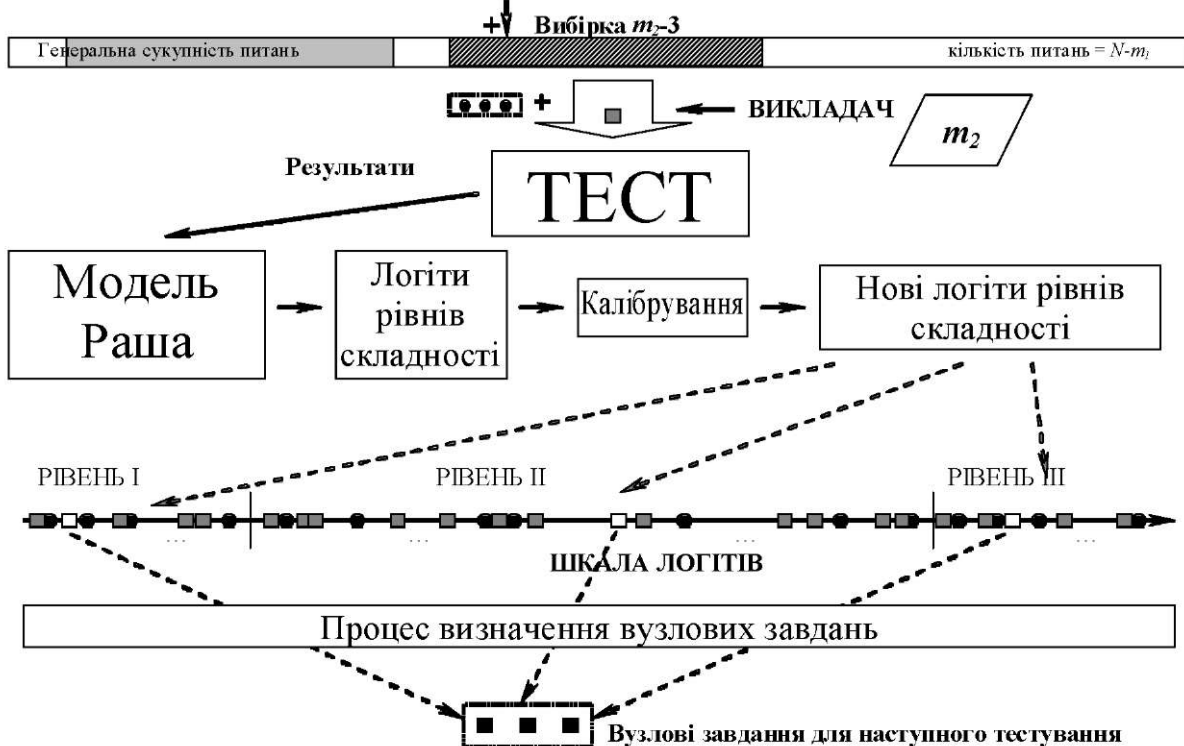 + Вибірка m₂-3
Генеральна сукупність питань
кількість питань = N-m₁
+
ВИКЛАДАЧ
m₂
Результати
ТЕСТ
Модель
Раша
Логіти
рівнів
складності
Калібрування
Нові логіти рівнів
складності
РІВЕНЬ I
РІВЕНЬ II
РІВЕНЬ III
...
...
...
...
ШКАЛА ЛОГІТІВ
Процес визначення вузлових завдань
Вузлові завдання для наступного тестування